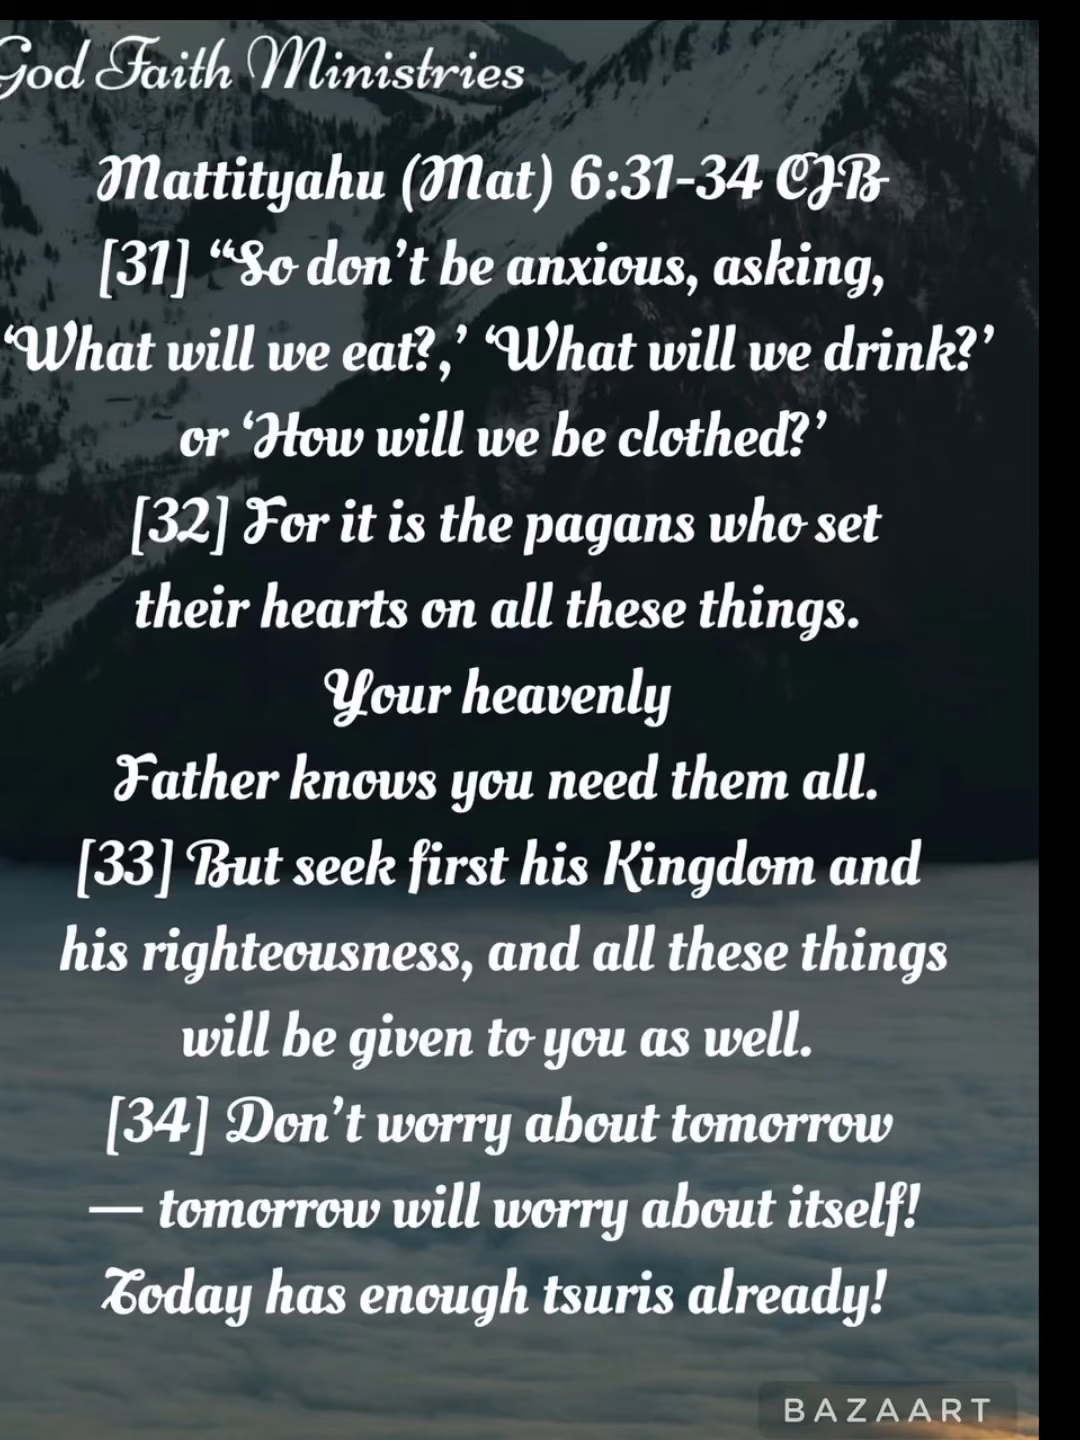 God Faith Ministries
Mattityahu (Mat) 6:31-34 CJB
[31] “So don’t be anxious, asking,
‘What will we eat?,’ ‘What will we drink?’
or ‘How will we be clothed?’
[32] For it is the pagans who set
their hearts on all these things.
Your heavenly
Father knows you need them all.
[33] But seek first his Kingdom and
his righteousness, and all these things
will be given to you as well.
[34] Don’t worry about tomorrow
— tomorrow will worry about itself!
Today has enough tsuris already!
BAZAART